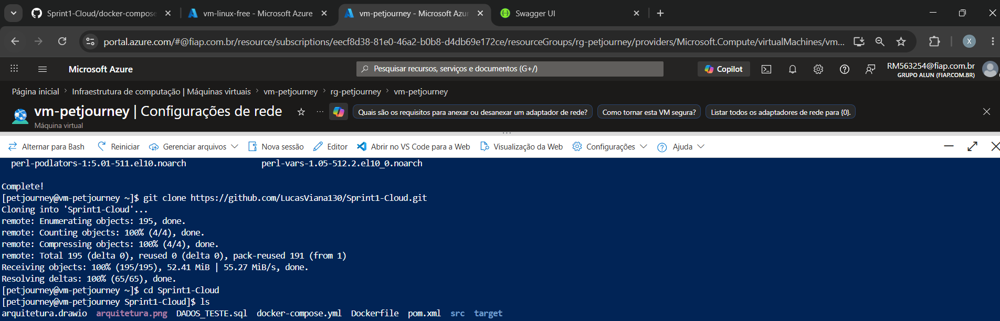 Sprint1-Cloud/docker-compose
vm-linux-free - Microsoft Azure
vm-petjourney - Microsoft Azur
Swagger UI
portal.azure.com/#@fiap.com.br/resource/subscriptions/eecf8d38-81e0-46a2-b0b8-d4db69e172ce/resourceGroups/rg-petjourney/providers/Microsoft.Compute/virtualMachines/vm...
X
Microsoft Azure
Pesquisar recursos, serviços e documentos (G+/)
Copilot
RM563254@fiap.com.br
GRUPO ALUN (FIAP.COM.BR)
Página inicial > Infraestrutura de computação | Máquinas virtuais > vm-petjourney > rg-petjourney > vm-petjourney
vm-petjourney | Configurações de rede
Quais são os requisitos para anexar ou desanexar um adaptador de rede?
Como tornar esta VM segura?
Listar todos os adaptadores de rede para {0}.
Máquina virtual
Alternar para Bash
Reiniciar
Gerenciar arquivos
Nova sessão
Editor
Abrir no VS Code para a Web
Visualização da Web
Configurações
Ajuda
perl-podlators-1:5.01-511.el10.noarch perl-vars-1.05-512.2.el10_0.noarch
Complete!
[petjourney@vm-petjourney ~]$ git clone https://github.com/LucasViana130/Sprint1-Cloud.git
Cloning into 'Sprint1-Cloud'...
remote: Enumerating objects: 195, done.
remote: Counting objects: 100% (4/4), done.
remote: Compressing objects: 100% (4/4), done.
remote: Total 195 (delta 0), reused 0 (delta 0), pack-reused 191 (from 1)
Receiving objects: 100% (195/195), 52.41 MiB | 55.27 MiB/s, done.
Resolving deltas: 100% (65/65), done.
[petjourney@vm-petjourney ~]$ cd Sprint1-Cloud
[petjourney@vm-petjourney Sprint1-Cloud]$ ls
arquitetura.drawio arquitetura.png DADOS_TESTE.sql docker-compose.yml Dockerfile pom.xml src target